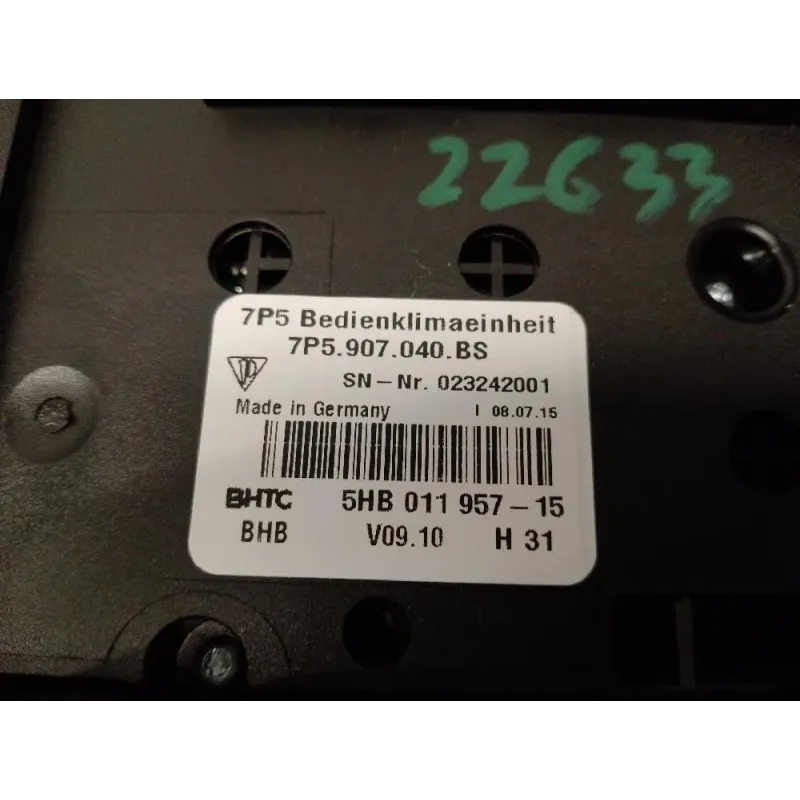 22633
7P5 Bedienklimaeinheit
7P5.907.040.BS
SN-Nr. 023242001
Made in Germany I 08.07.15
BHTC 5HB 011 957-15
BHB V09.10 H 31